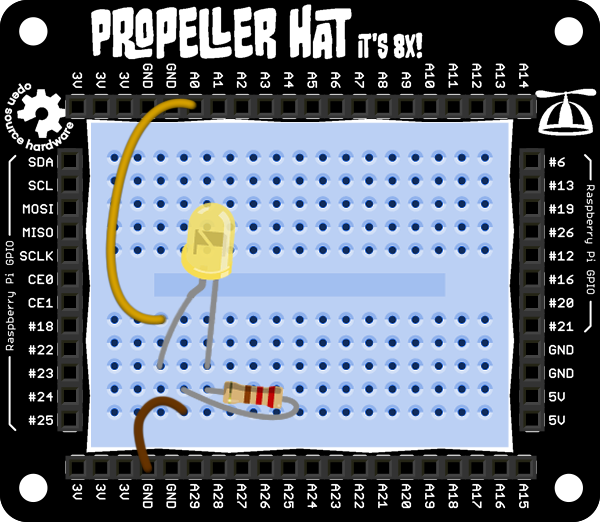 PROPELLER HAT iT'S 8X!
open source hardware
3V 3V 3V GND GND A0 A1 A2 A3 A4 A5 A6 A7 A8 A9 A10 A11 A12 A13 A14
Raspberry Pi GPIO
SDA
SCL
MOSI
MISO
SCLK
CE0
CE1
#18
#22
#23
#24
#25
#6
#13
#19
#26
#12
#16
#20
#21
GND
GND
5V
5V
Raspberry Pi GPIO
3V 3V 3V GND GND A29 A28 A27 A26 A25 A24 A23 A22 A21 A20 A19 A18 A17 A16 A15